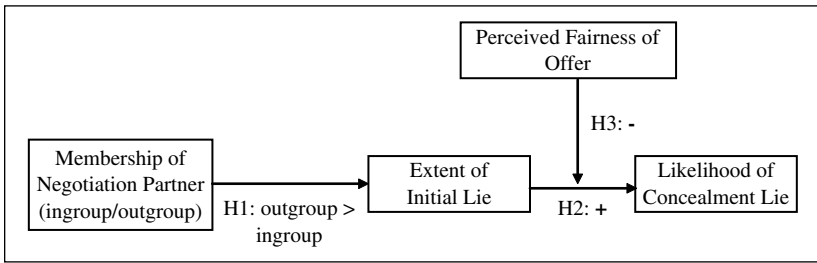 Perceived Fairness of
Offer
H3: -
Membership of
Negotiation Partner
(ingroup/outgroup)
H1: outgroup >
ingroup
Extent of
Initial Lie
H2: +
Likelihood of
Concealment Lie